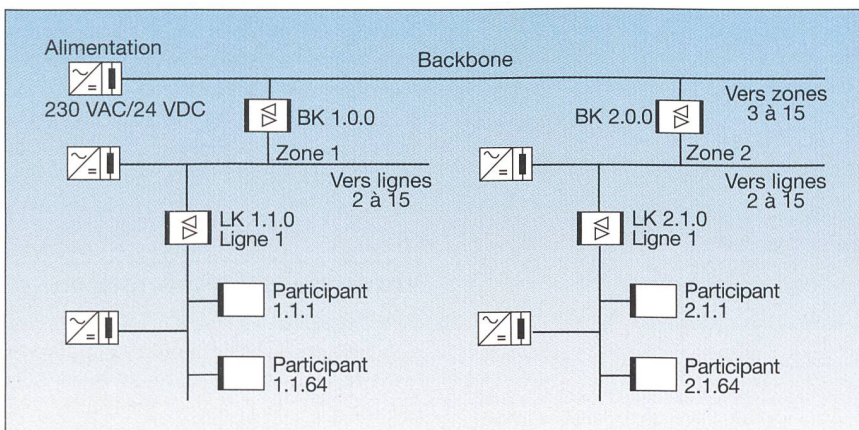 Alimentation
Backbone
230 VAC/24 VDC
BK 1.0.0
BK 2.0.0
Vers zones
3 à 15
Zone 1
Zone 2
Vers lignes
2 à 15
Vers lignes
2 à 15
LK 1.1.0
Ligne 1
LK 2.1.0
Ligne 1
Participant
1.1.1
Participant
2.1.1
Participant
1.1.64
Participant
2.1.64